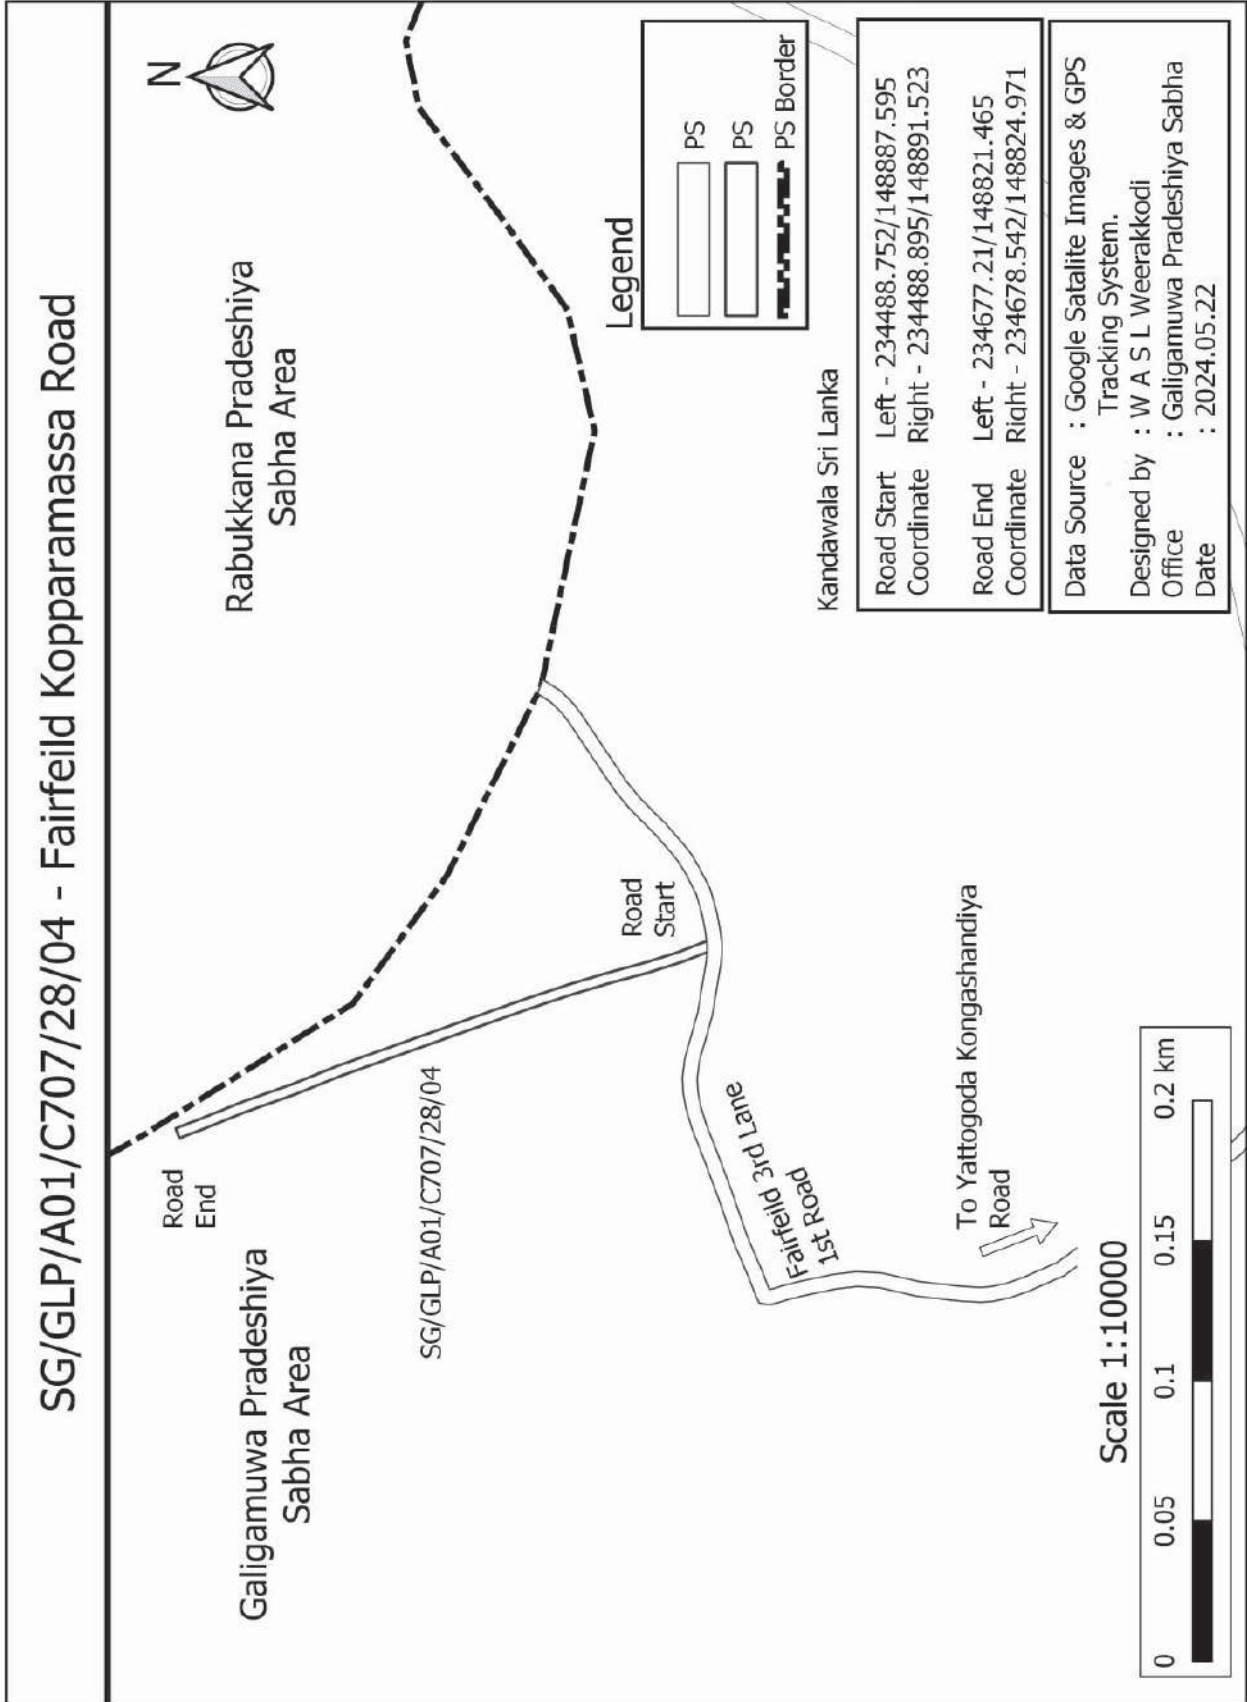 SG/GLP/A01/C707/28/04 - Fairfeild Kopparamassa Road
N
Rabukkana Pradeshiya
Sabha Area
Galigamuwa Pradeshiya
Sabha Area
Road
End
SG/GLP/A01/C707/28/04
Road
Start
Fairfeild 3rd Lane
1st Road
To Yattogoda Kongashandiya
Road
Scale 1:10000
0 0.05 0.1 0.15 0.2 km
Legend
PS
PS
PS Border
Kandawala Sri Lanka
Road Start Left - 234488.752/148887.595
Coordinate Right - 234488.895/148891.523
Road End Left - 234677.21/148821.465
Coordinate Right - 234678.542/148824.971
Data Source : Google Satalite Images & GPS
Tracking System.
Designed by : W A S L Weerakkodi
Office : Galigamuwa Pradeshiya Sabha
Date : 2024.05.22